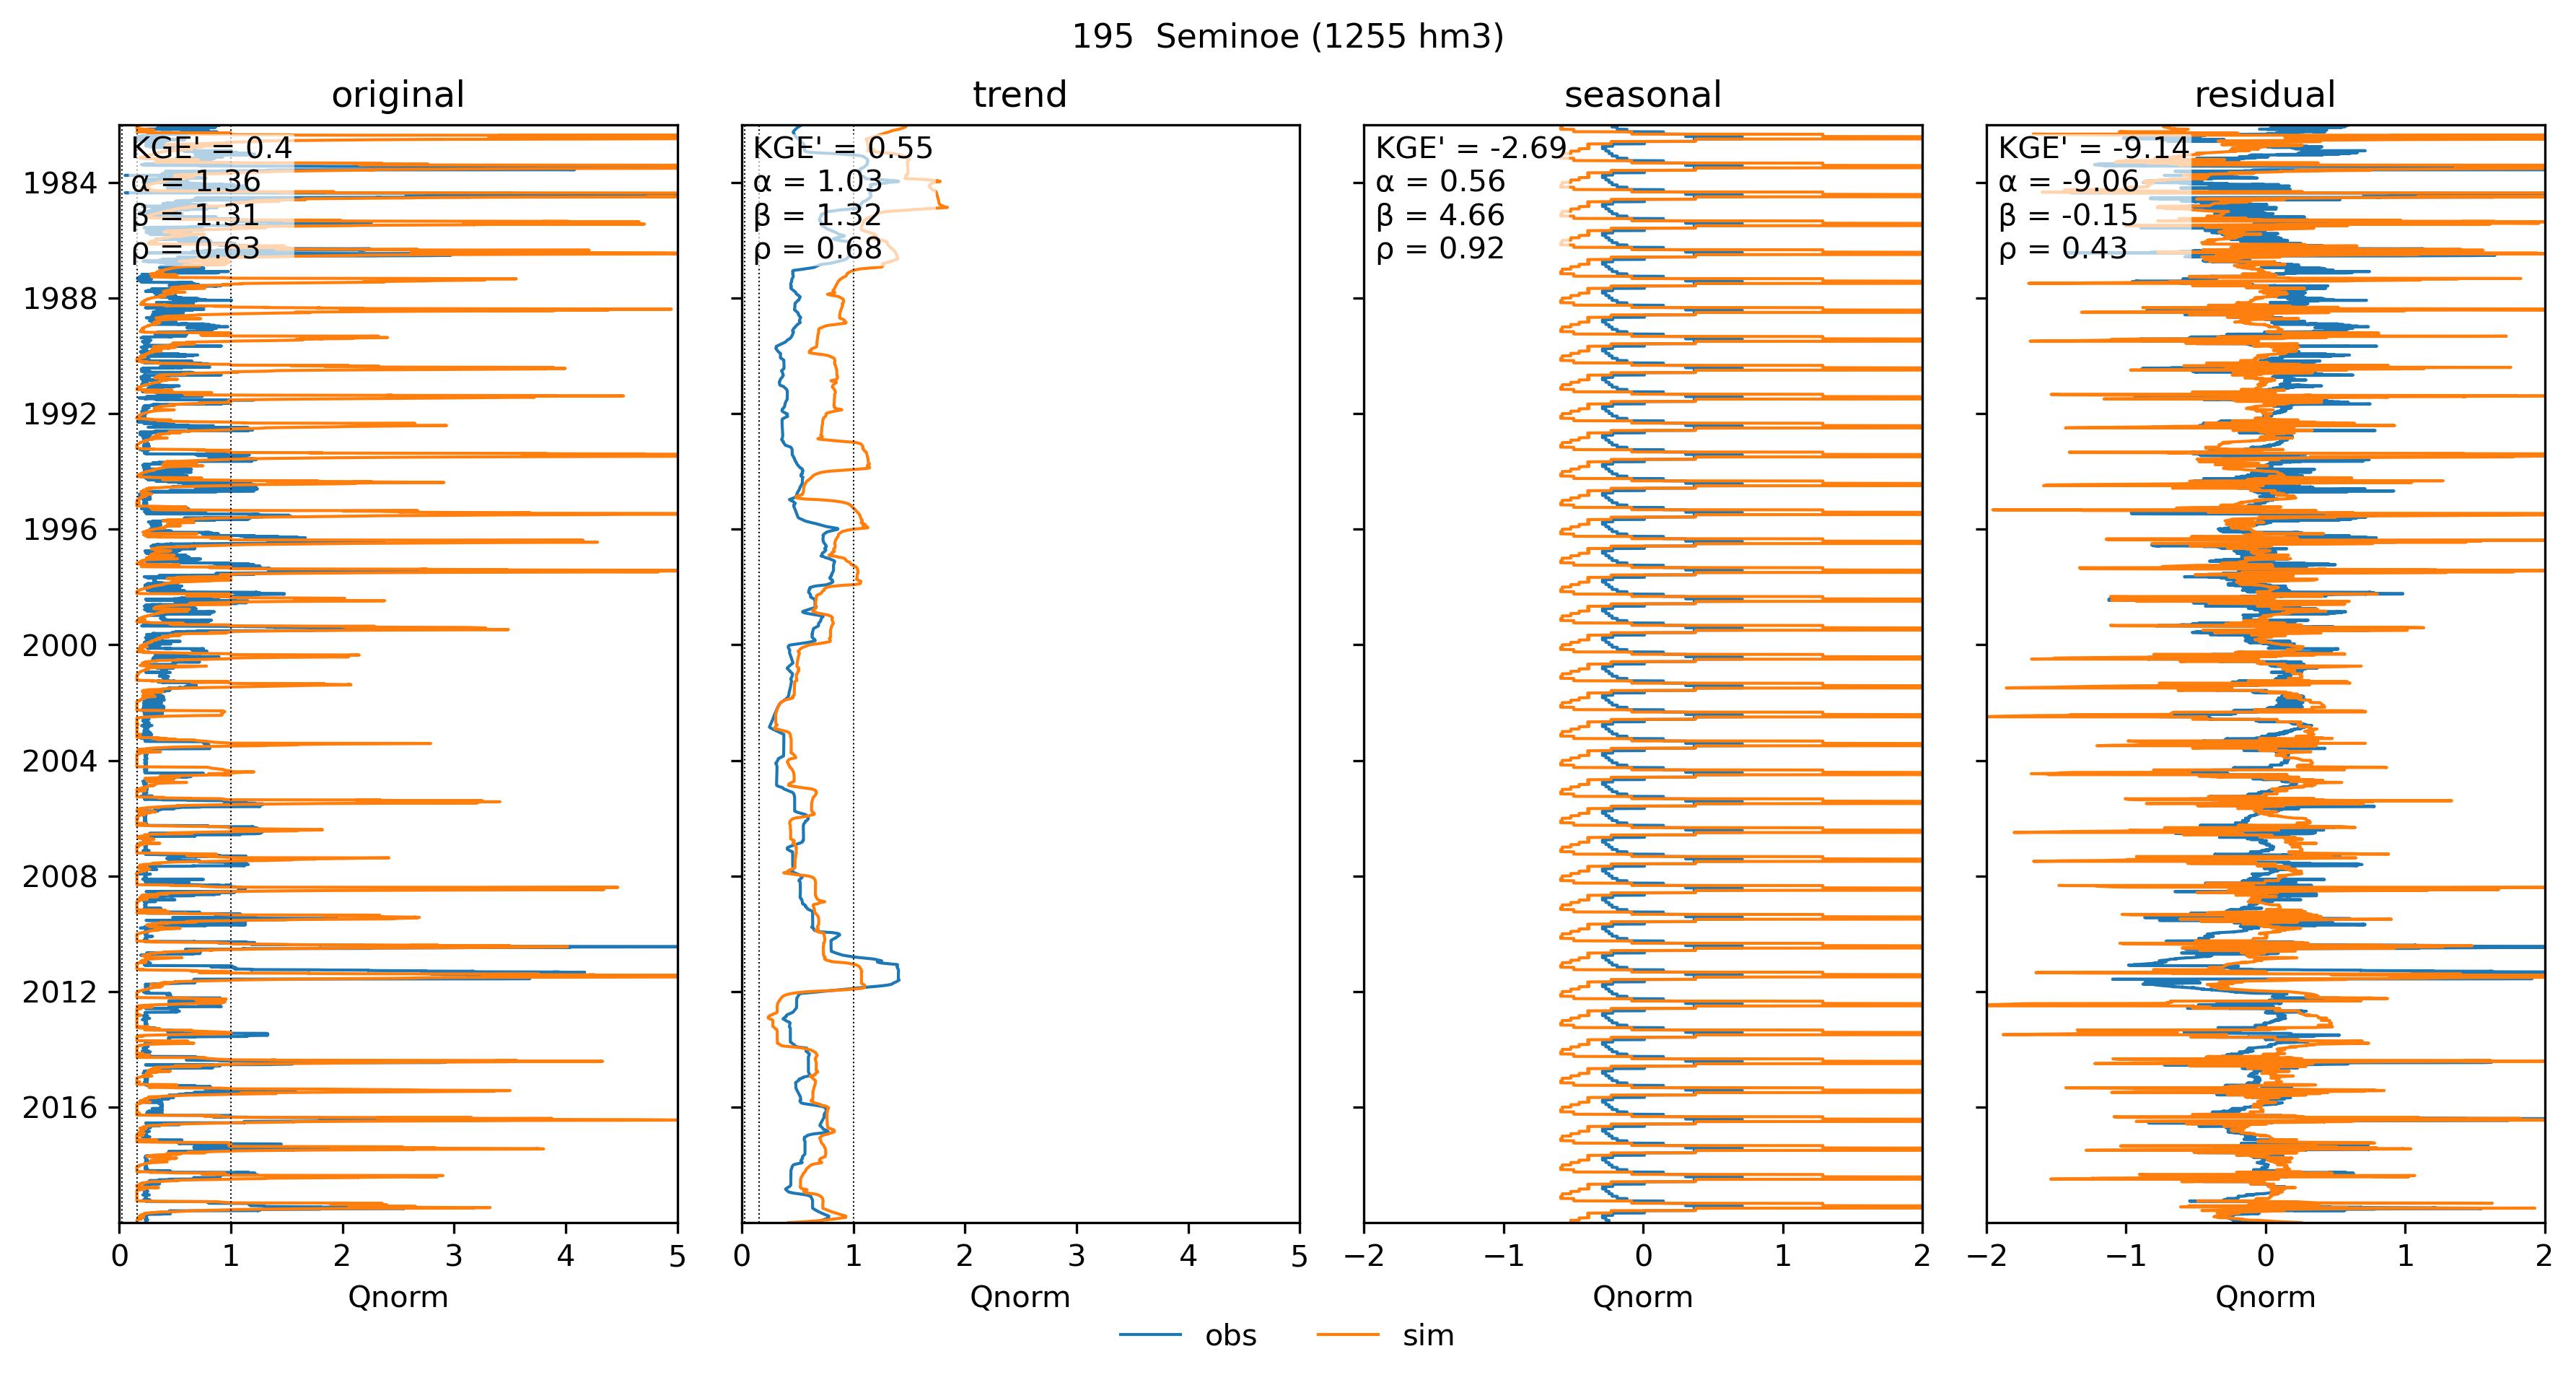 195  Seminoe (1255 hm3)
original
trend
seasonal
residual
KGE' = 0.4
α = 1.36
β = 1.31
ρ = 0.63
KGE' = 0.55
α = 1.03
β = 1.32
ρ = 0.68
KGE' = -2.69
α = 0.56
β = 4.66
ρ = 0.92
KGE' = -9.14
α = -9.06
β = -0.15
ρ = 0.43
1984
1988
1992
1996
2000
2004
2008
2012
2016
0 1 2 3 4 5
0 1 2 3 4 5
−2 −1 0 1 2
−2 −1 0 1 2
Qnorm
Qnorm
Qnorm
Qnorm
obs
sim